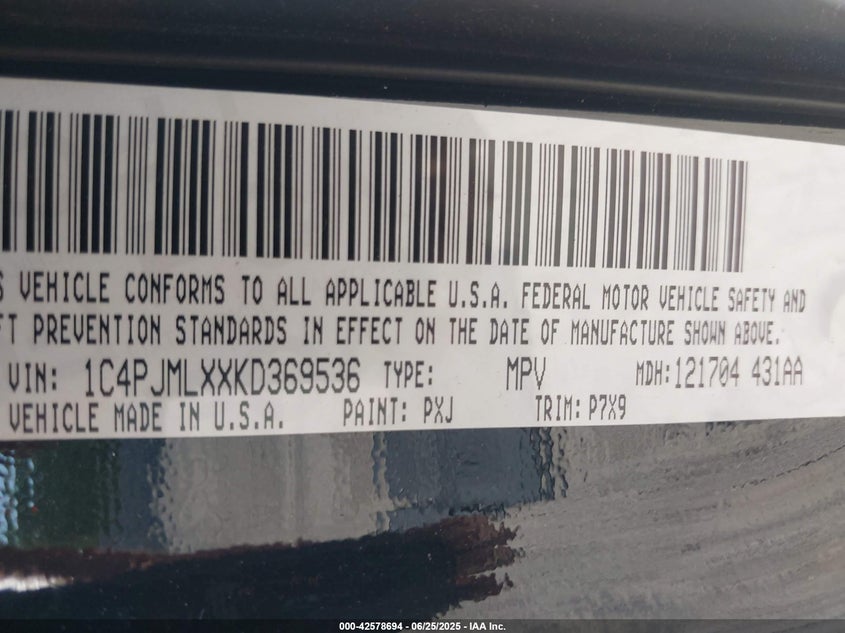 S VEHICLE CONFORMS TO ALL APPLICABLE U.S.A. FEDERAL MOTOR VEHICLE SAFETY AND
FT PREVENTION STANDARDS IN EFFECT ON THE DATE OF MANUFACTURE SHOWN ABOVE.
VIN: 1C4PJMLXXKD369536 TYPE: MPV MDH:121704 431AA
VEHICLE MADE IN U.S.A. PAINT: PXJ TRIM: P7X9
000-42578694 - 06/25/2025 - IAA Inc.